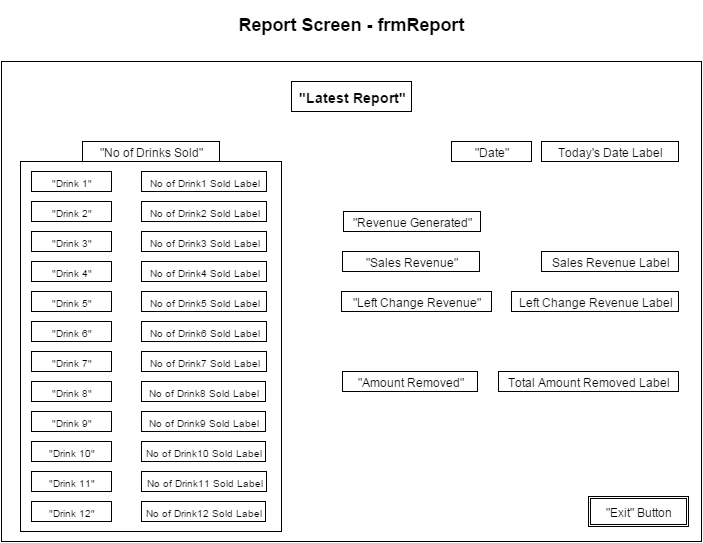 Report Screen - frmReport
"Latest Report"
"No of Drinks Sold"
"Date" Today's Date Label
"Drink 1" No of Drink1 Sold Label
"Drink 2" No of Drink2 Sold Label
"Drink 3" No of Drink3 Sold Label
"Drink 4" No of Drink4 Sold Label
"Drink 5" No of Drink5 Sold Label
"Drink 6" No of Drink6 Sold Label
"Drink 7" No of Drink7 Sold Label
"Drink 8" No of Drink8 Sold Label
"Drink 9" No of Drink9 Sold Label
"Drink 10" No of Drink10 Sold Label
"Drink 11" No of Drink11 Sold Label
"Drink 12" No of Drink12 Sold Label
"Revenue Generated"
"Sales Revenue" Sales Revenue Label
"Left Change Revenue" Left Change Revenue Label
"Amount Removed" Total Amount Removed Label
"Exit" Button